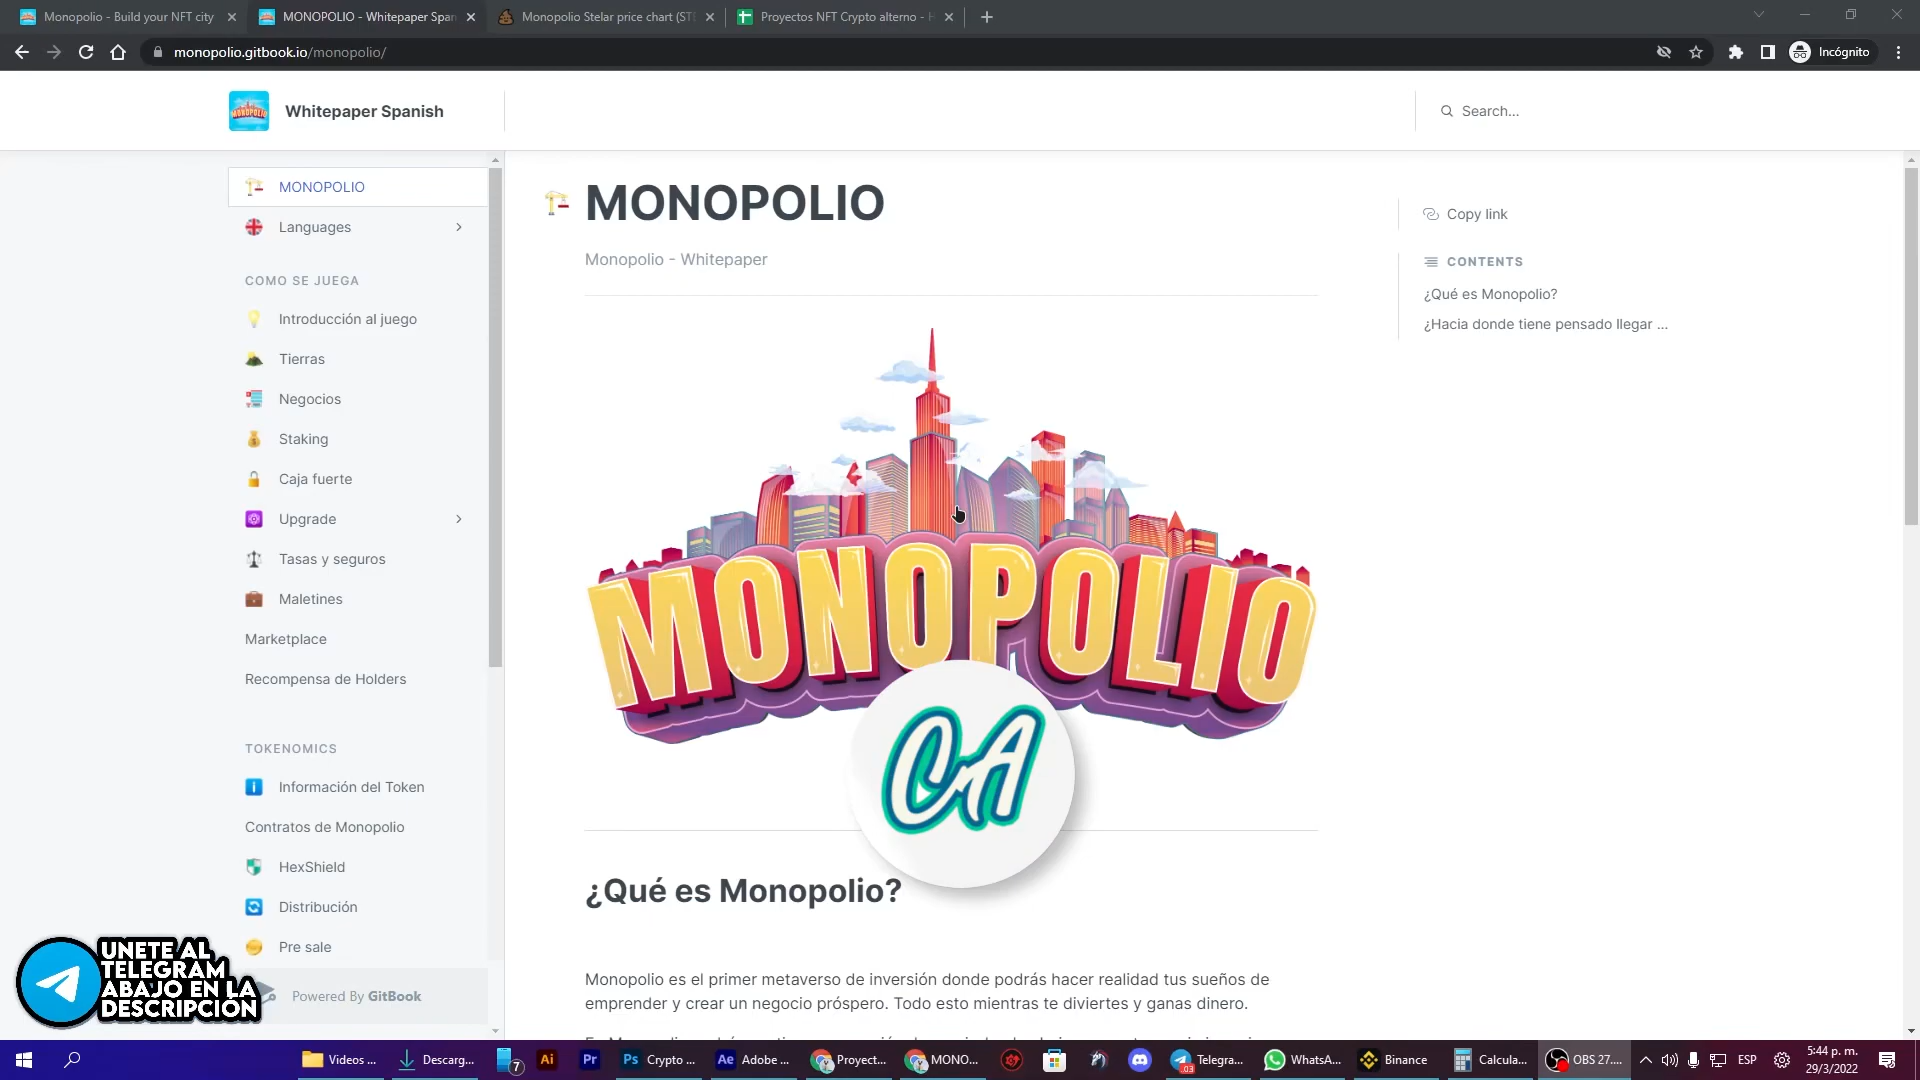 Monopolio - Build your NFT city
MONOPOLIO - Whitepaper Span
Monopolio Stelar price chart (STE
Proyectos NFT Crypto alterno - H
monopolio.gitbook.io/monopolio/
Incógnito
Whitepaper Spanish
Search...
MONOPOLIO
Languages
COMO SE JUEGA
Introducción al juego
Tierras
Negocios
Staking
Caja fuerte
Upgrade
Tasas y seguros
Maletines
Marketplace
Recompensa de Holders
TOKENOMICS
Información del Token
Contratos de Monopolio
HexShield
Distribución
Pre sale
Powered By GitBook
MONOPOLIO
Monopolio - Whitepaper
MONOPOLIO
CA
¿Qué es Monopolio?
Monopolio es el primer metaverso de inversión donde podrás hacer realidad tus sueños de
emprender y crear un negocio próspero. Todo esto mientras te diviertes y ganas dinero.
Copy link
CONTENTS
¿Qué es Monopolio?
¿Hacia donde tiene pensado llegar ...
UNETE AL
TELEGRAM
ABAJO EN LA
DESCRIPCIÓN
Videos ...
Descarg...
7
Ai
Pr
Ps
Crypto ...
Ae
Adobe ...
Proyect...
MONO...
.03
Telegra...
WhatsA...
Binance
Calcula...
OBS 27....
ESP
5:44 p. m.
29/3/2022